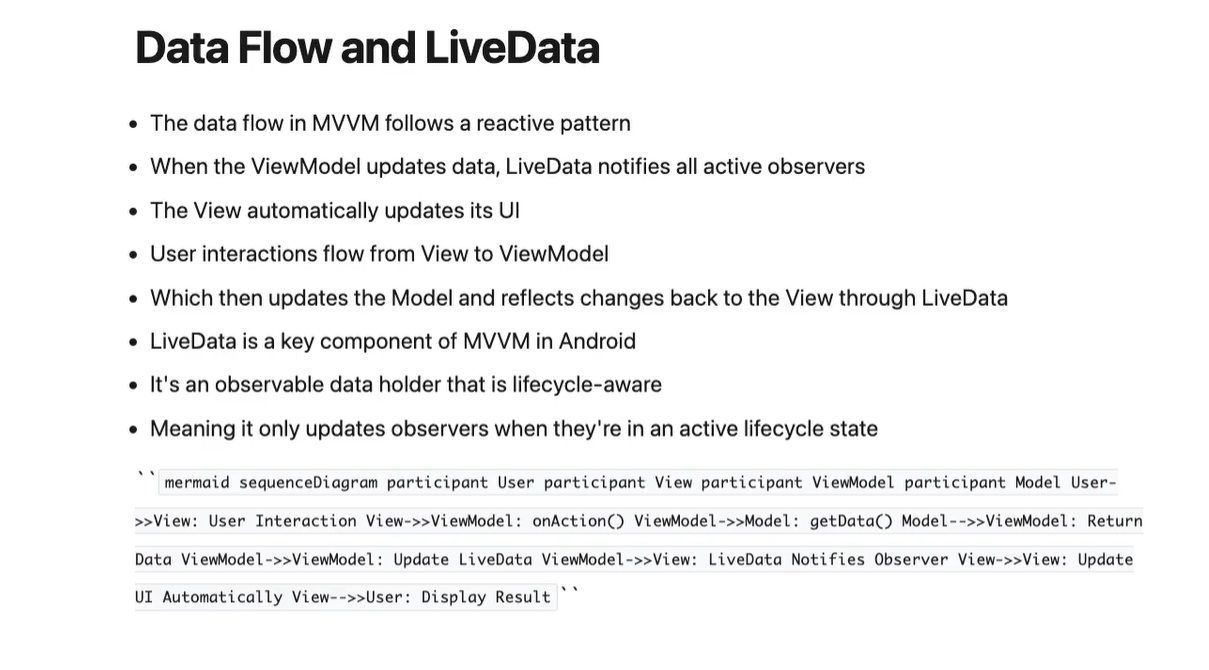 Data Flow and LiveData
• The data flow in MVVM follows a reactive pattern
• When the ViewModel updates data, LiveData notifies all active observers
• The View automatically updates its UI
• User interactions flow from View to ViewModel
• Which then updates the Model and reflects changes back to the View through LiveData
• LiveData is a key component of MVVM in Android
• It's an observable data holder that is lifecycle-aware
• Meaning it only updates observers when they're in an active lifecycle state
``mermaid sequenceDiagram participant User participant View participant ViewModel participant Model User-
>>View: User Interaction View->>ViewModel: onAction() ViewModel->>Model: getData() Model-->>ViewModel: Return
Data ViewModel->>ViewModel: Update LiveData ViewModel->>View: LiveData Notifies Observer View->>View: Update
UI Automatically View-->>User: Display Result``